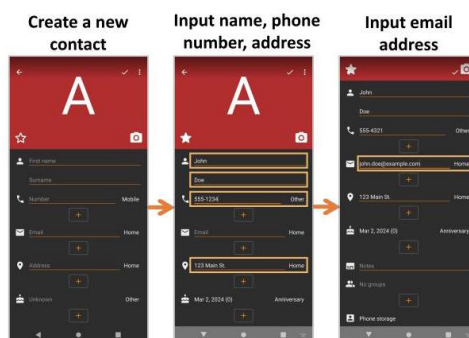 Create a new
contact
A
First name
Surname
Number Mobile
+
Email Home
+
Address Home
+
Unknown Other
+
Input name, phone
number, address
A
John
Doe
555-1234 Other
+
Email Home
+
123 Main St. Home
+
Mar 2, 2024 (0) Anniversary
+
Input email
address
John
Doe
555-4321 Other
+
john.doe@example.com Home
+
123 Main St. Home
+
Mar 2, 2024 (0) Anniversary
+
Notes
No groups
+
Phone storage